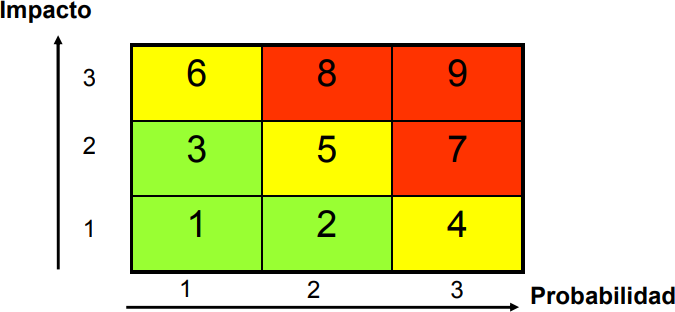 Impacto
3 6 8 9
2 3 5 7
1 1 2 4
1 2 3
Probabilidad